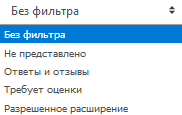 Без фильтра
Без фильтра
Не представлено
Ответы и отзывы
Требует оценки
Разрешенное расширение